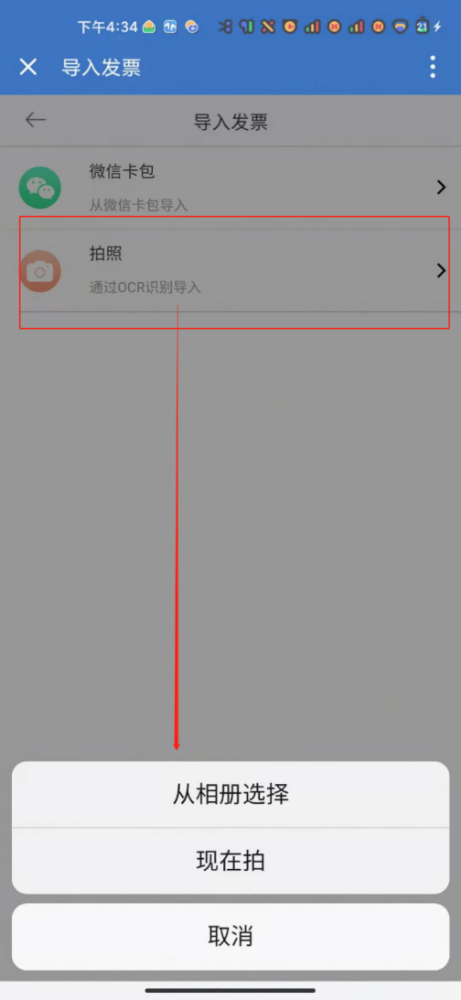 下午4:34
21
导入发票
导入发票
微信卡包
从微信卡包导入
拍照
通过OCR识别导入
从相册选择
现在拍
取消